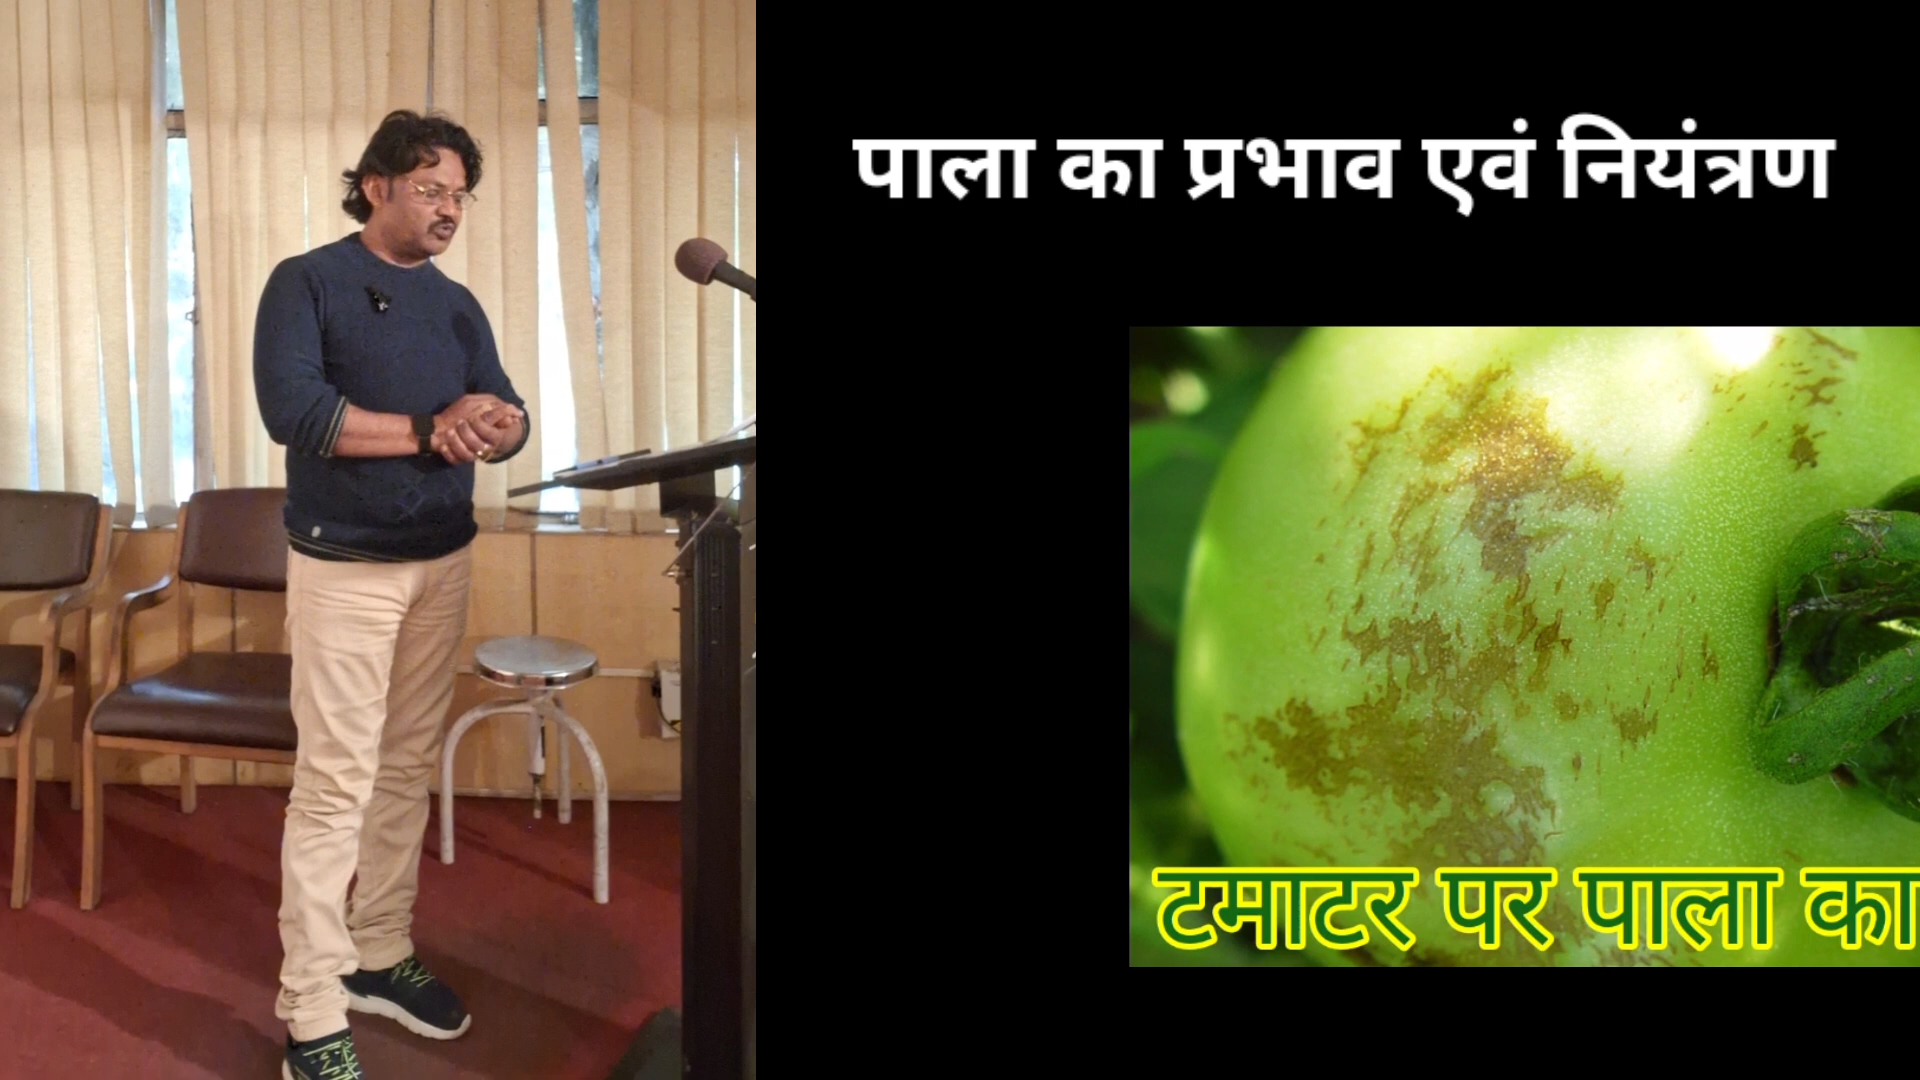 पाला का प्रभाव एवं नियंत्रण
टमाटर पर पाला का